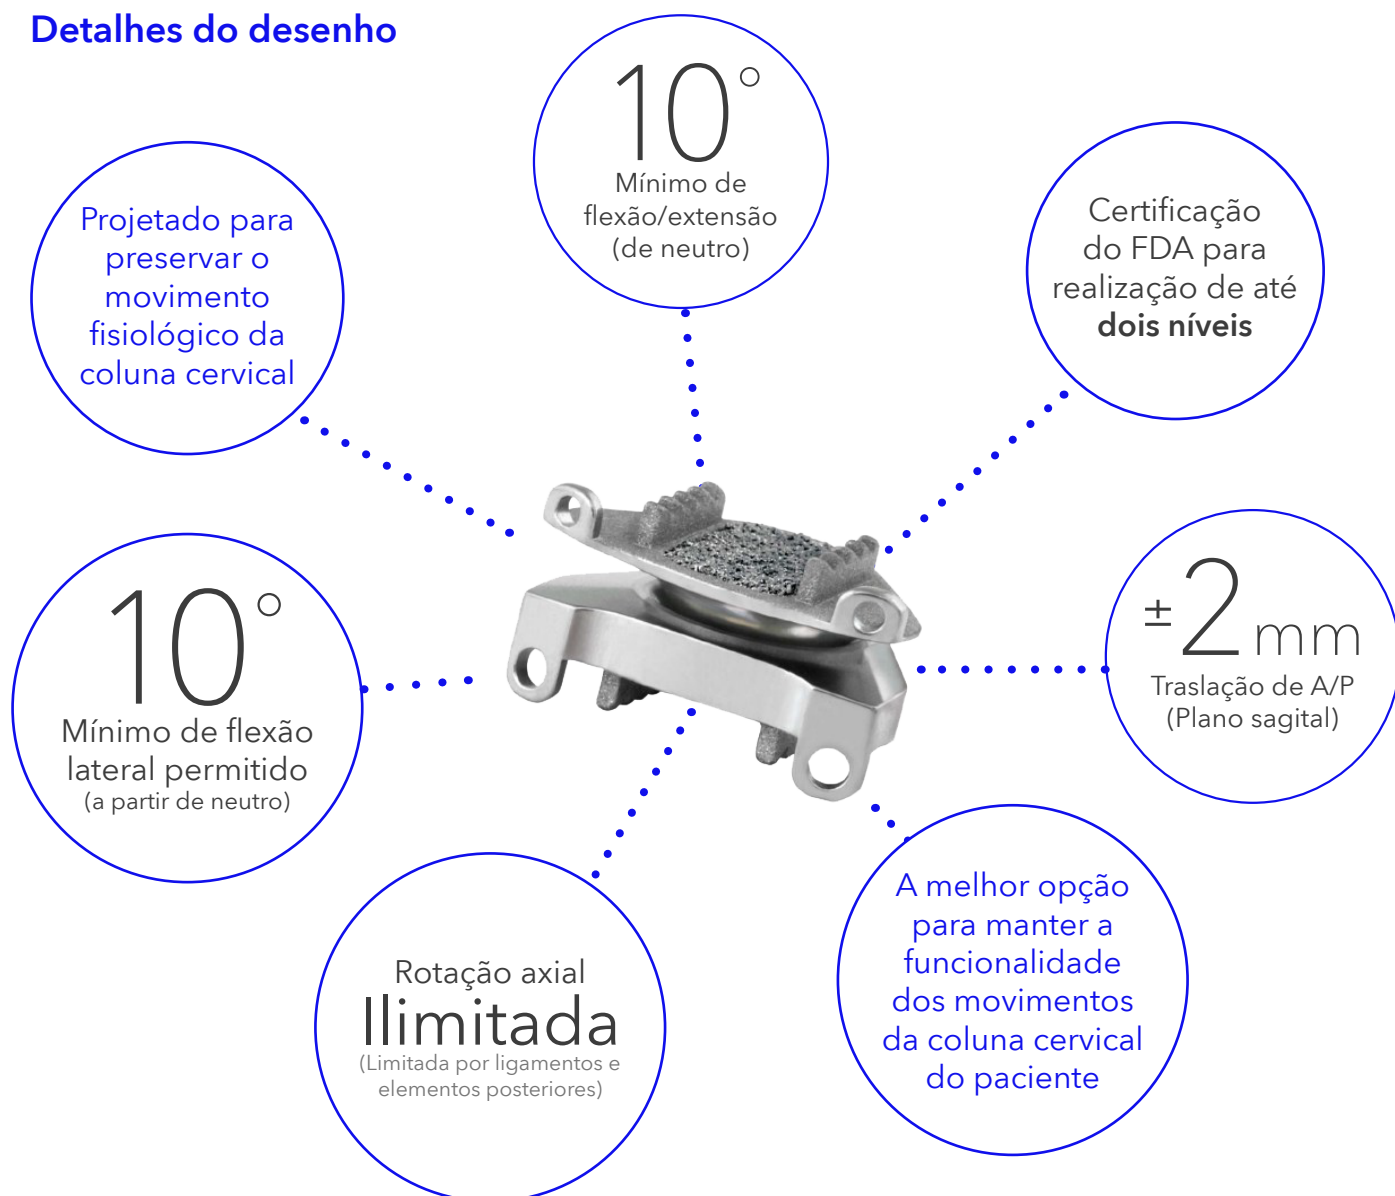 Detalhes do desenho
10°
Mínimo de
flexão/extensão
(de neutro)
Projetado para
preservar o
movimento
fisiológico da
coluna cervical
Certificação
do FDA para
realização de até
dois níveis
10°
Mínimo de flexão
lateral permitido
(a partir de neutro)
±2 mm
Traslação de A/P
(Plano sagital)
Rotação axial
Ilimitada
(Limitada por ligamentos e
elementos posteriores)
A melhor opção
para manter a
funcionalidade
dos movimentos
da coluna cervical
do paciente